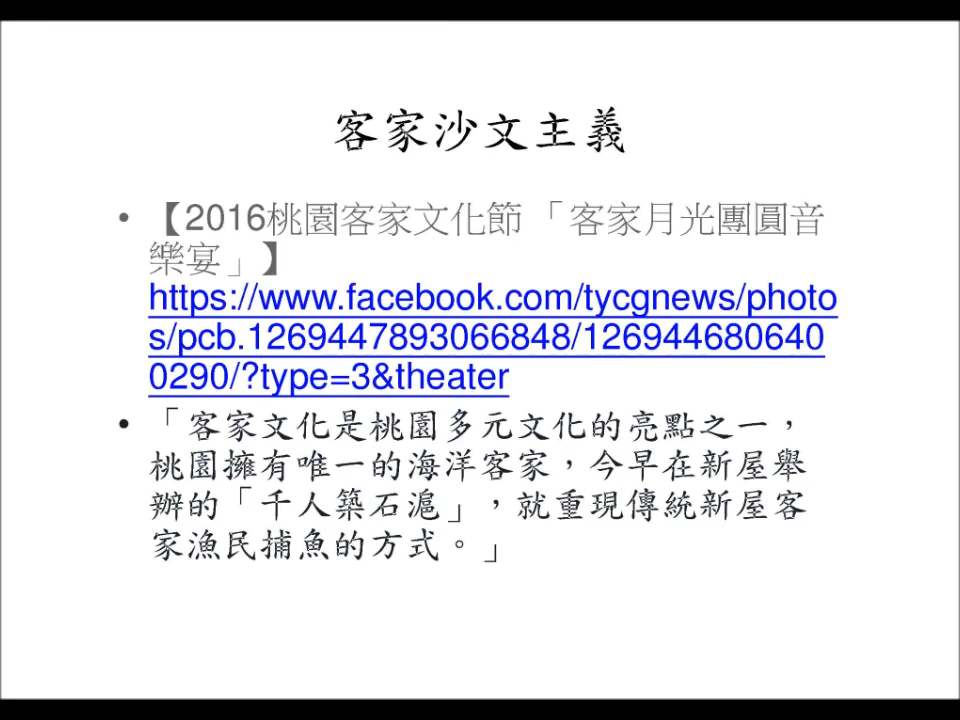 客家沙文主義
• 【2016桃園客家文化節 「客家月光團圓音
樂宴」】
https://www.facebook.com/tycgnews/photo
s/pcb.1269447893066848/126944680640
0290/?type=3&theater
• 「客家文化是桃園多元文化的亮點之一，
桃園擁有唯一的海洋客家，今早在新屋舉
辦的「千人築石滬」，就重現傳統新屋客
家漁民捕魚的方式。」